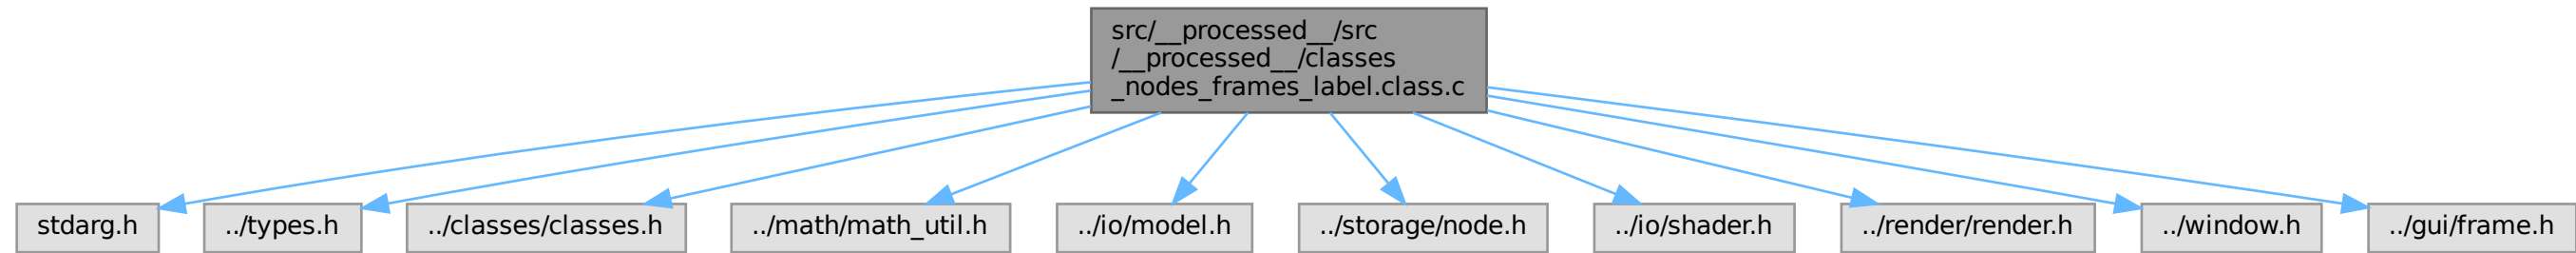 src/__processed__/src
/__processed__/classes
_nodes_frames_label.class.c
stdarg.h
../types.h
../classes/classes.h
../math/math_util.h
../io/model.h
../storage/node.h
../io/shader.h
../render/render.h
../window.h
../gui/frame.h